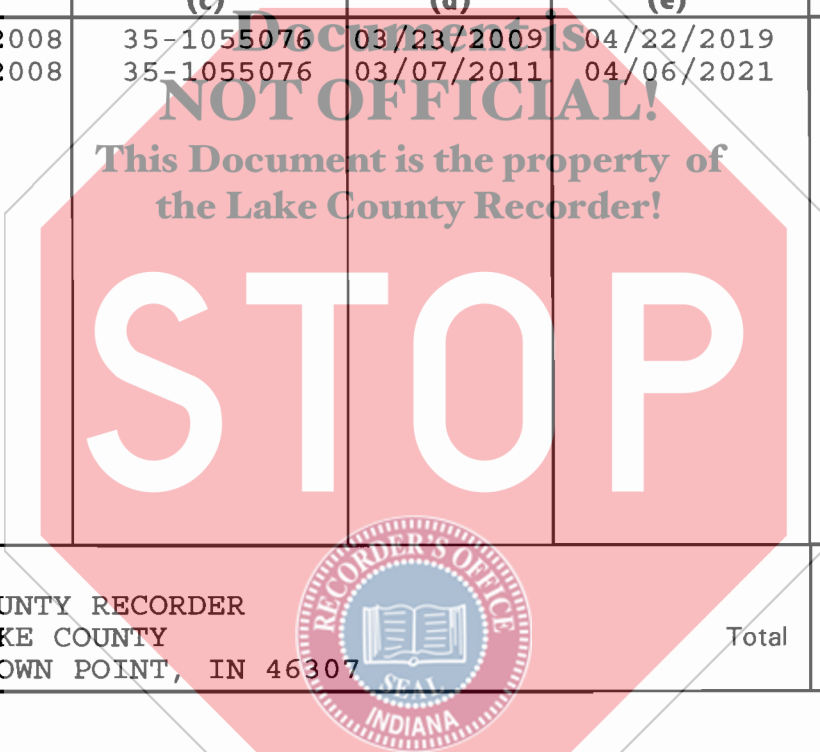 (c) (d) (e)
2008 35-1055076 03/23/2009 04/22/2019
2008 35-1055076 03/07/2011 04/06/2021
Document is
NOT OFFICIAL!
This Document is the property of
the Lake County Recorder!
STOP
UNTY RECORDER
KE COUNTY
OWN POINT, IN 46307
Total
RECORDER'S OFFICE
SEAL
INDIANA